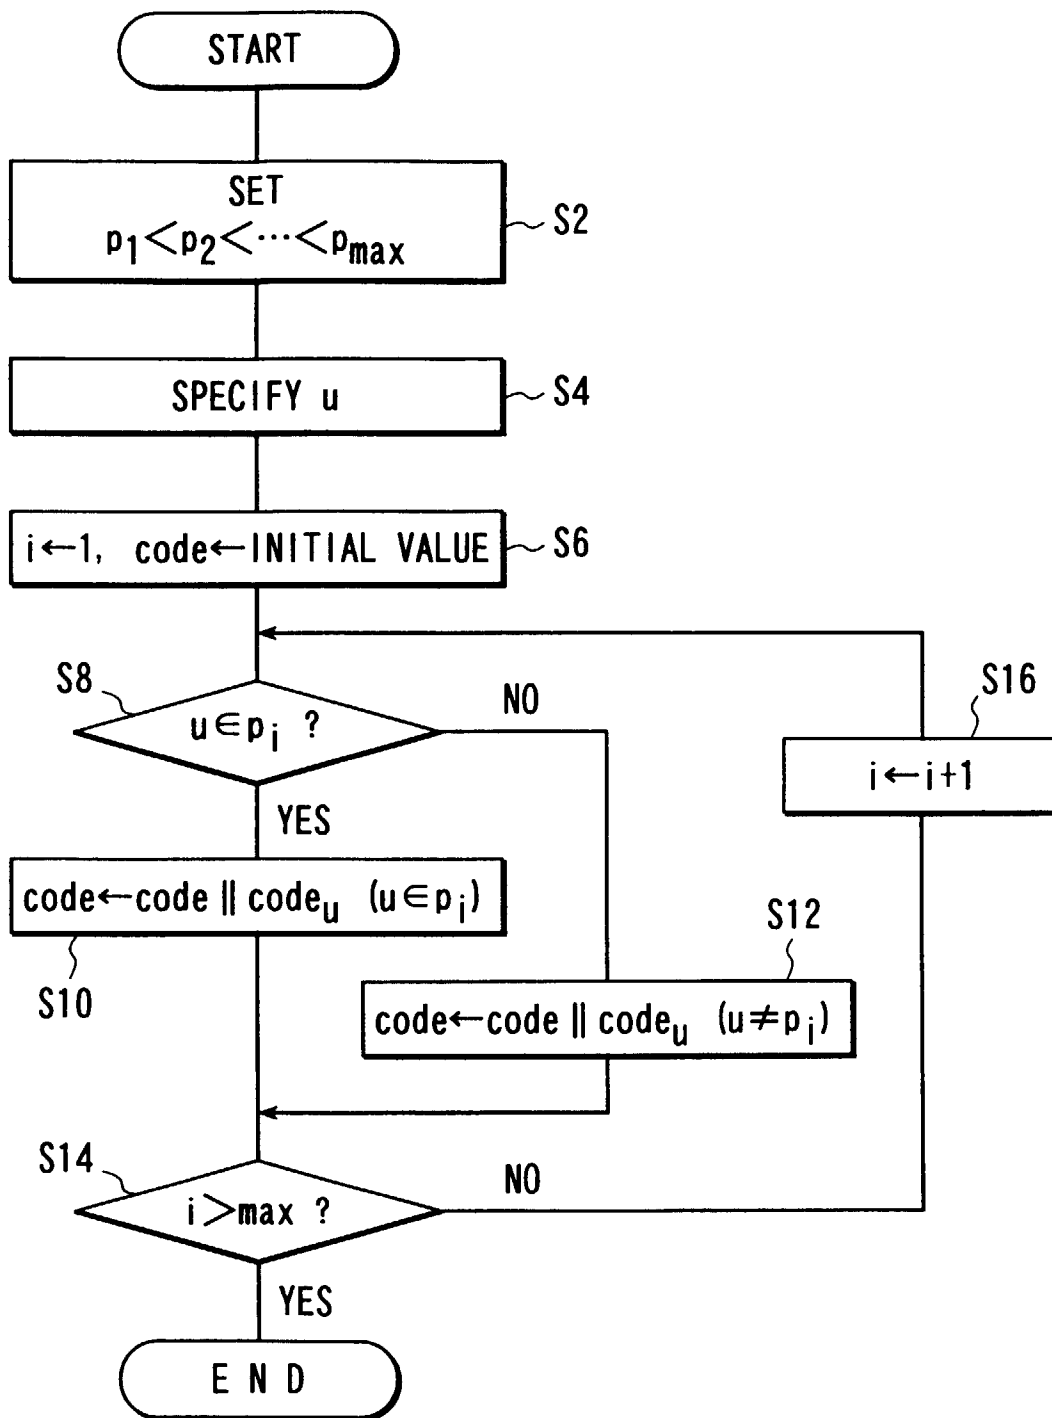 START
SET
p₁<p₂<···<pₘₐₓ
S2
SPECIFY u
S4
i←1, code←INITIAL VALUE
S6
S8
u∈pᵢ ?
NO
S16
i←i+1
YES
code←code || codeᵤ (u∈pᵢ)
S10
S12
code←code || codeᵤ (u≠pᵢ)
S14
i>max ?
NO
YES
END